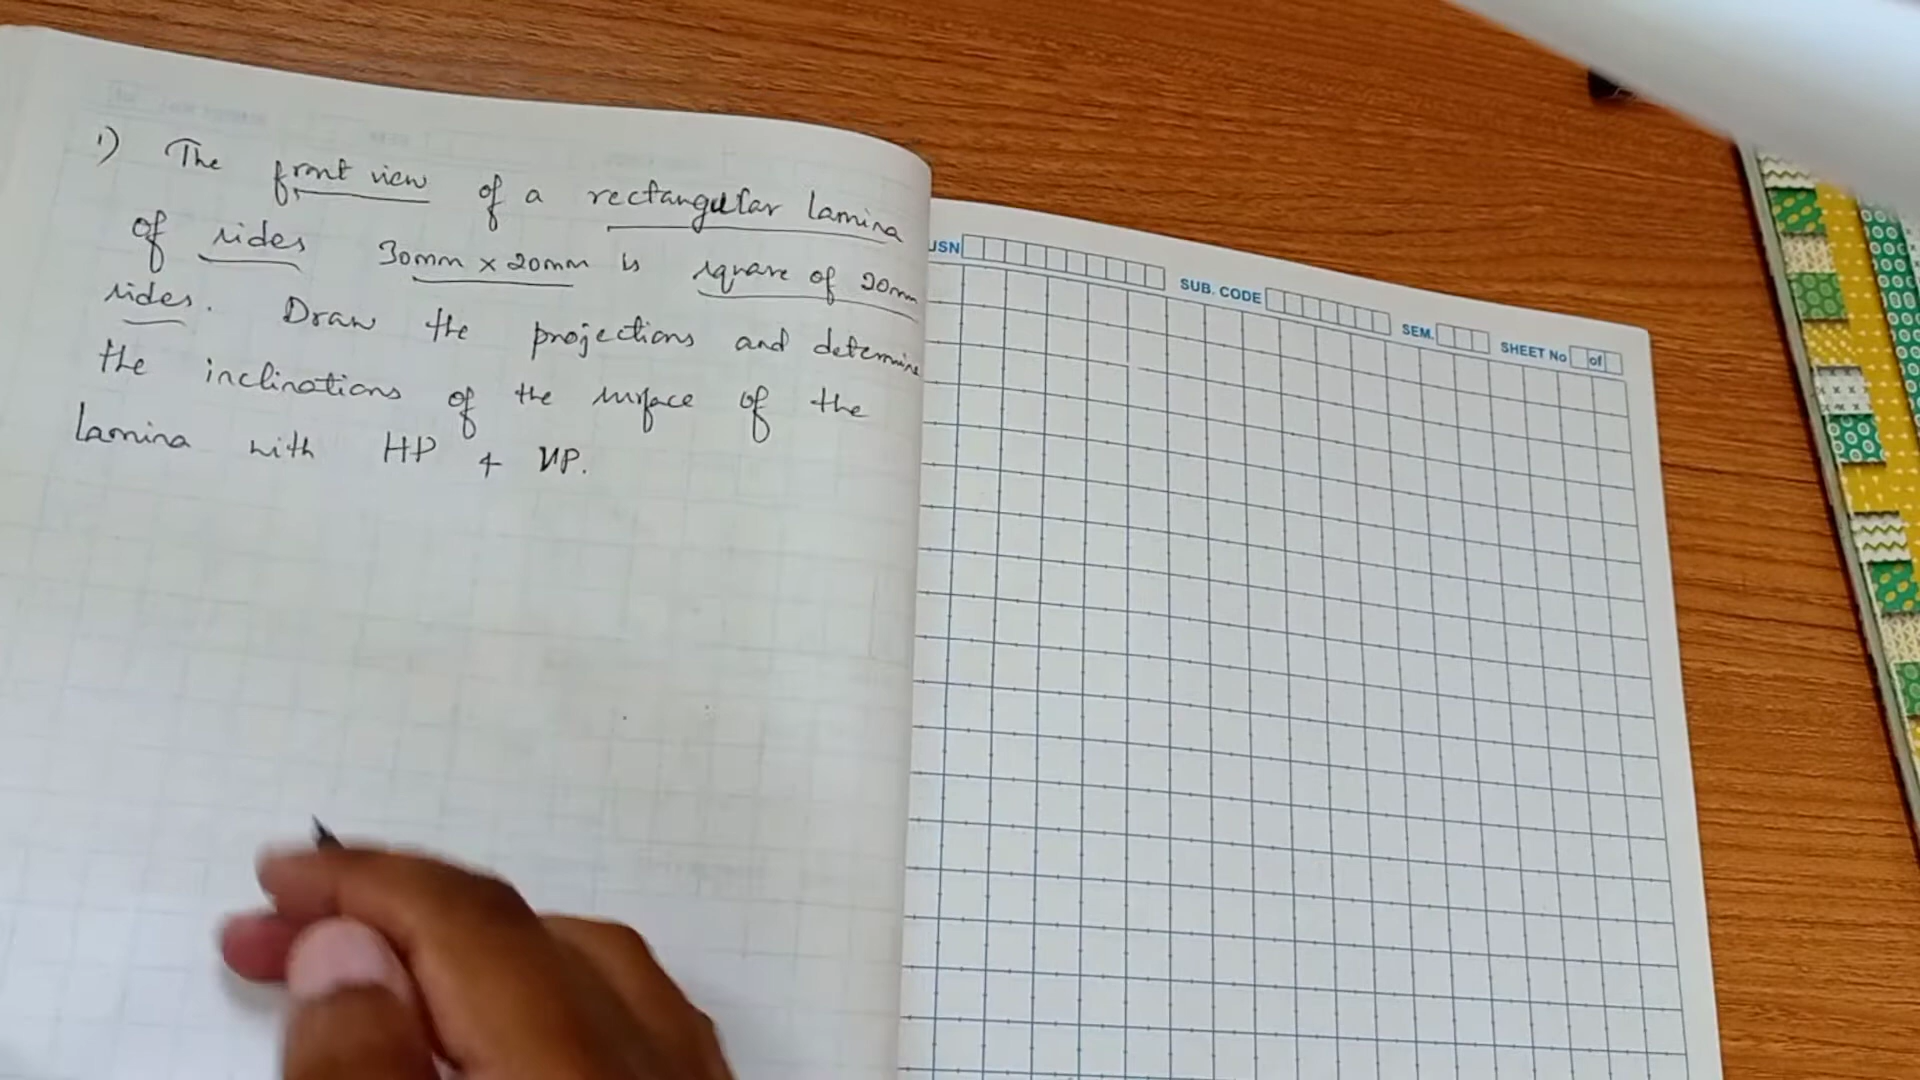 1) The front view of a rectangular lamina
of sides 30mm x 20mm is square of 20mm
sides. Draw the projections and determine
the inclinations of the surface of the
lamina with HP & VP.
USN
SUB. CODE
SEM.
SHEET No of